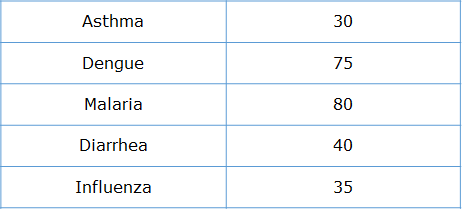 Asthma 30
Dengue 75
Malaria 80
Diarrhea 40
Influenza 35